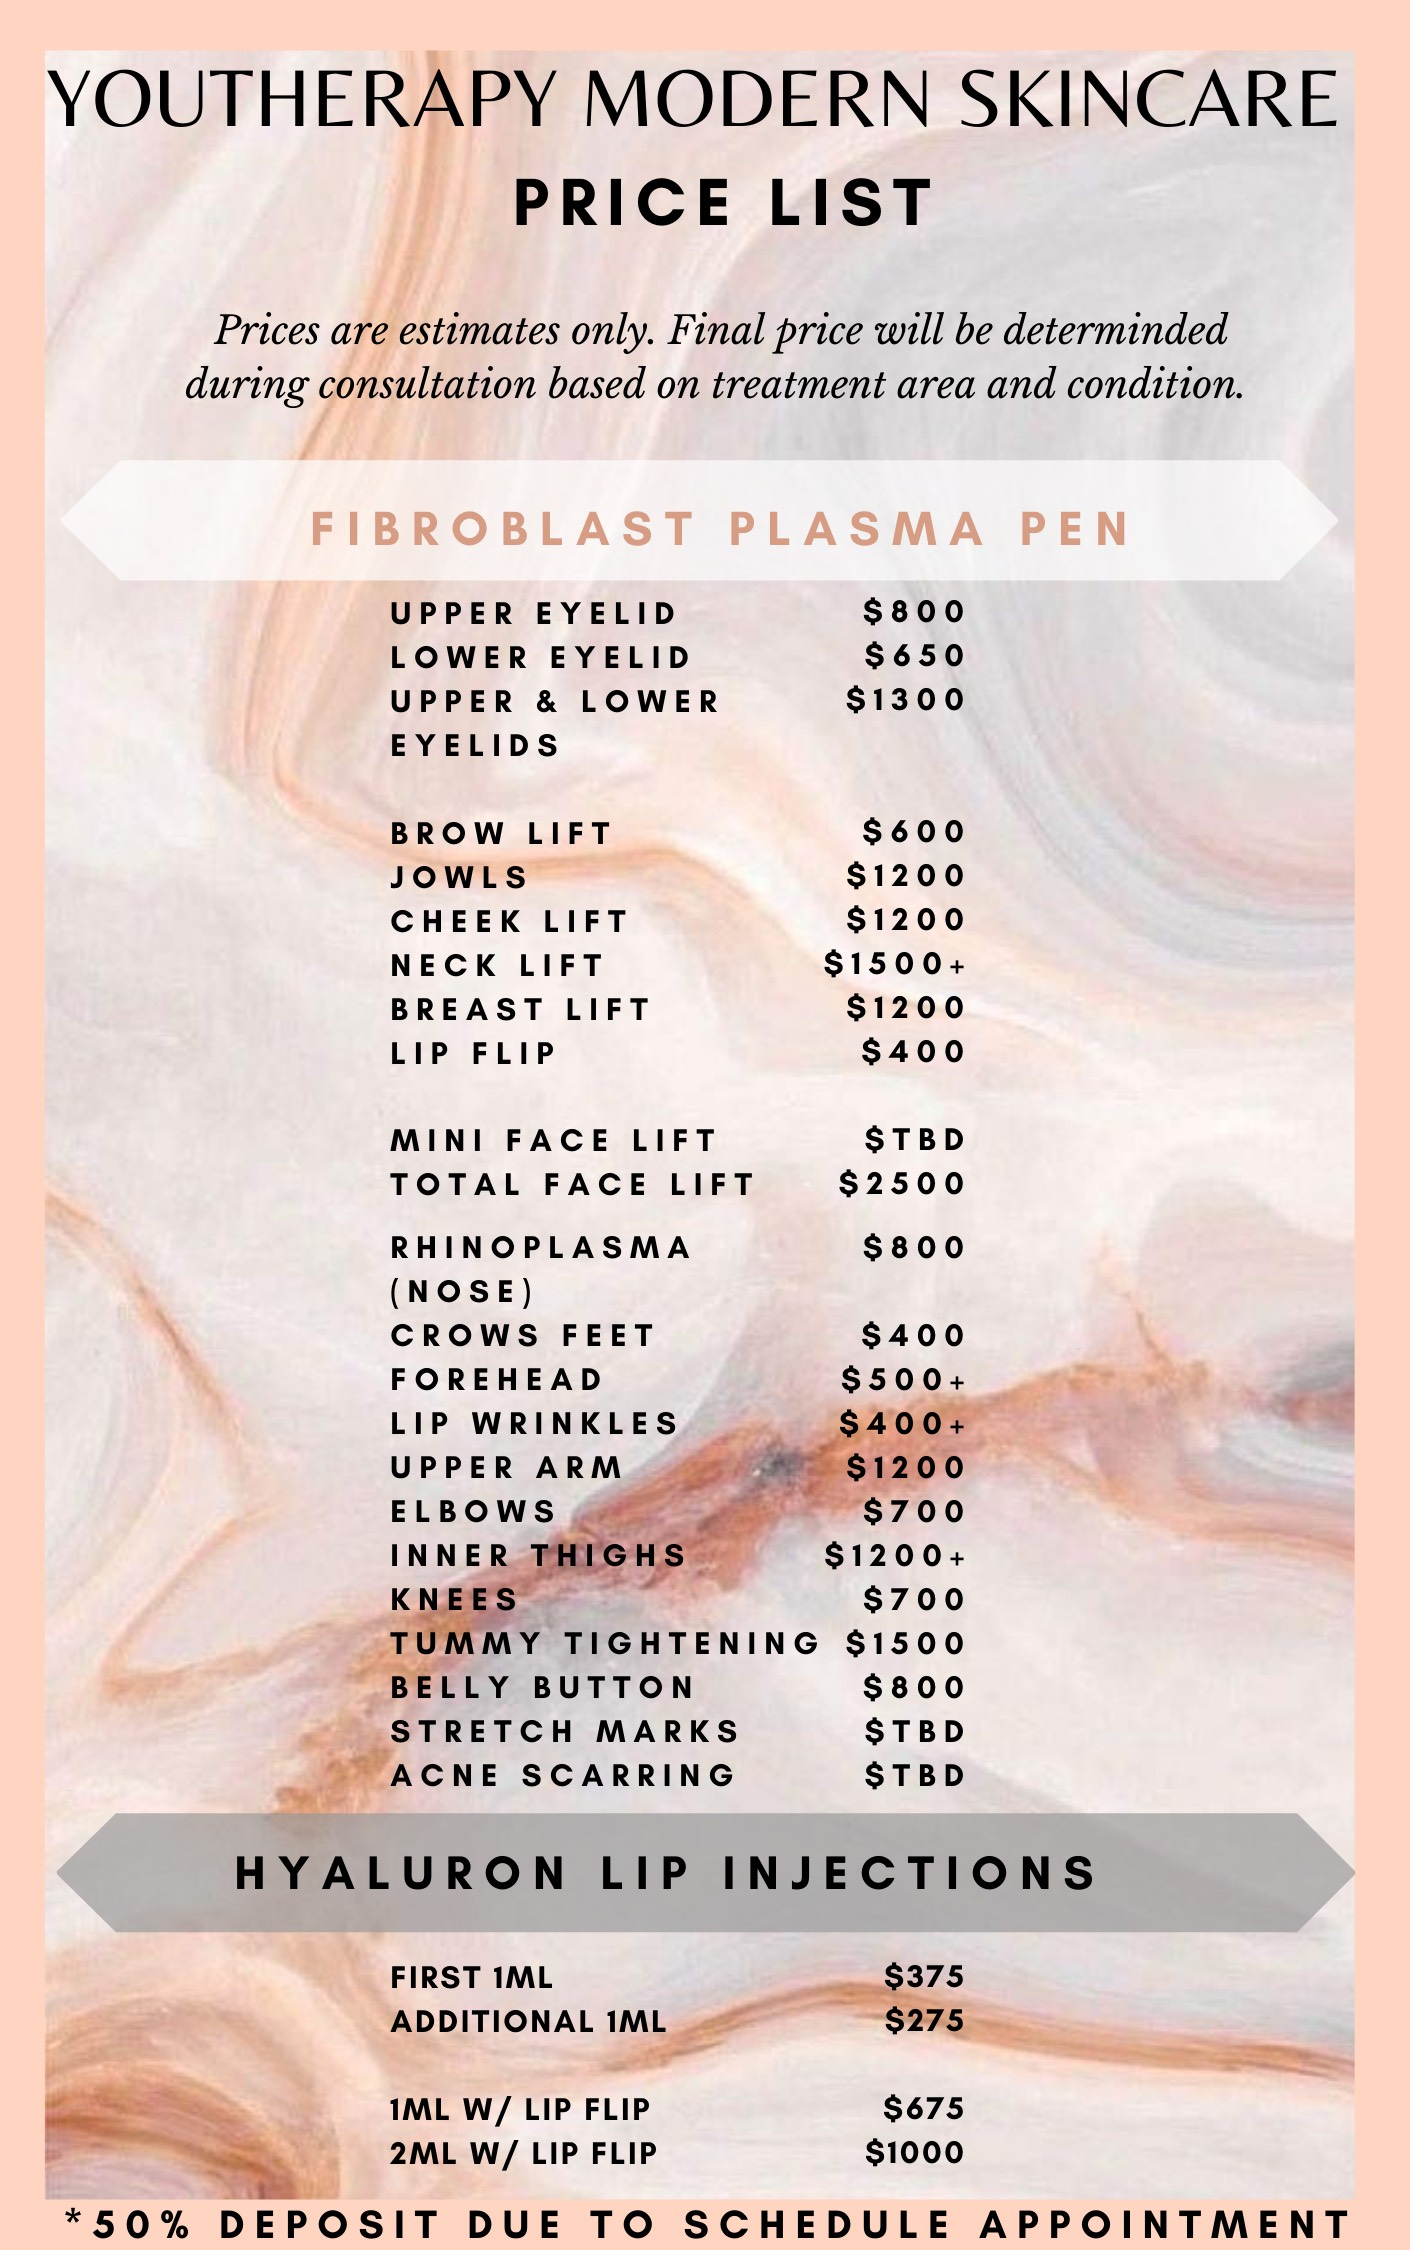 YOUTHERAPY MODERN SKINCARE
PRICE LIST
Prices are estimates only. Final price will be determinded
during consultation based on treatment area and condition.
FIBROBLAST PLASMA PEN
UPPER EYELID $800
LOWER EYELID $650
UPPER & LOWER $1300
EYELIDS
BROW LIFT $600
JOWLS $1200
CHEEK LIFT $1200
NECK LIFT $1500+
BREAST LIFT $1200
LIP FLIP $400
MINI FACE LIFT $TBD
TOTAL FACE LIFT $2500
RHINOPLASMA $800
(NOSE)
CROWS FEET $400
FOREHEAD $500+
LIP WRINKLES $400+
UPPER ARM $1200
ELBOWS $700
INNER THIGHS $1200+
KNEES $700
TUMMY TIGHTENING $1500
BELLY BUTTON $800
STRETCH MARKS $TBD
ACNE SCARRING $TBD
HYALURON LIP INJECTIONS
FIRST 1ML $375
ADDITIONAL 1ML $275
1ML W/ LIP FLIP $675
2ML W/ LIP FLIP $1000
*50% DEPOSIT DUE TO SCHEDULE APPOINTMENT